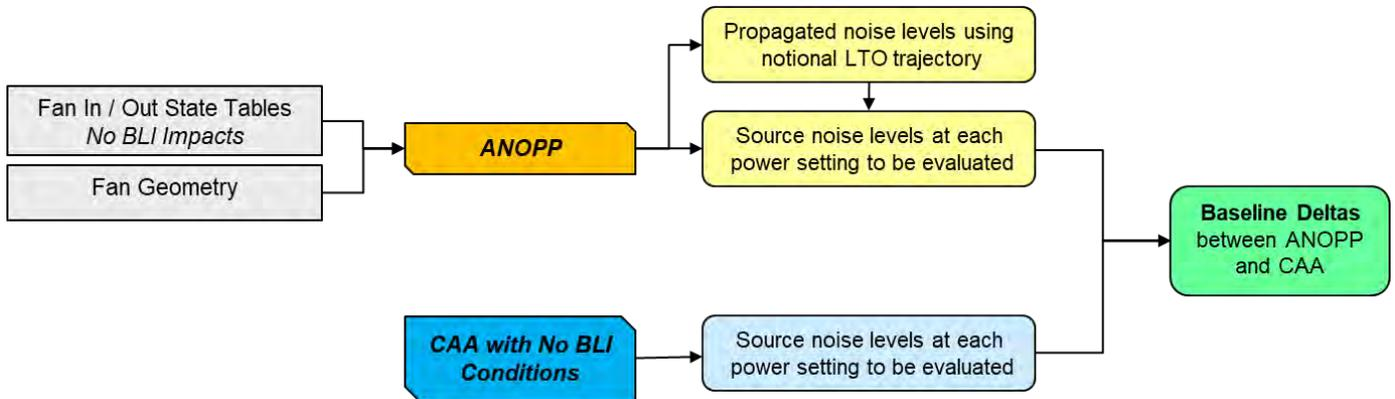 Propagated noise levels using
notional LTO trajectory
Fan In / Out State Tables
No BLI Impacts
Fan Geometry
ANOPP
Source noise levels at each
power setting to be evaluated
Baseline Deltas
between ANOPP
and CAA
CAA with No BLI
Conditions
Source noise levels at each
power setting to be evaluated